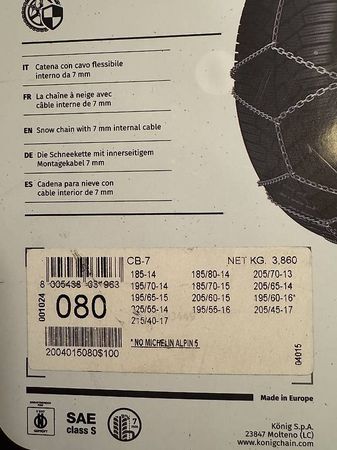 IT Catena con cavo flessibile
interno da 7 mm
FR La chaîne à neige avec
câble interne de 7 mm
EN Snow chain with 7 mm internal cable
DE Die Schneekette mit innerseitigem
Montagekabel 7 mm
ES Cadena para nieve con
cable interior de 7 mm
CB-7 NET KG. 3,860
185-14 185/80-14 205/70-13
195/70-14 205/65-14
195/65-15 205/60-15 195/60-16*
225/55-14 195/55-16 205/45-17
215/40-17
8 005438 031963
001024
080
2004015080$100
* NO MICHELIN ALPIN 5
04015
Made in Europe
SAE
class S
7
König S.p.A.
23847 Molteno (LC)
www.konigchain.com